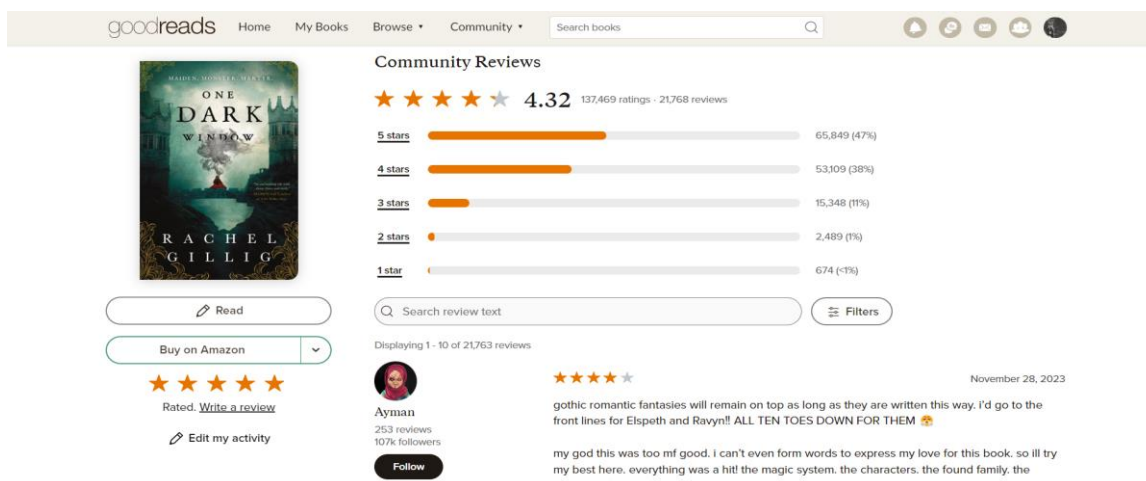 goodreads Home My Books Browse ▾ Community ▾ Search books
MAIDEN. MONSTER. MARTYR.
ONE
DARK
WINDOW
RACHEL
GILLIG
Read
Buy on Amazon
Rated. Write a review
Edit my activity
Community Reviews
4.32 137,469 ratings · 21,768 reviews
5 stars 65,849 (47%)
4 stars 53,109 (38%)
3 stars 15,348 (11%)
2 stars 2,489 (1%)
1 star 674 (<1%)
Search review text Filters
Displaying 1 - 10 of 21,763 reviews
Ayman
253 reviews
107k followers
Follow
November 28, 2023
gothic romantic fantasies will remain on top as long as they are written this way. i'd go to the
front lines for Elspeth and Ravyn!! ALL TEN TOES DOWN FOR THEM 😤
my god this was too mf good. i can't even form words to express my love for this book. so ill try
my best here. everything was a hit! the magic system. the characters. the found family. the